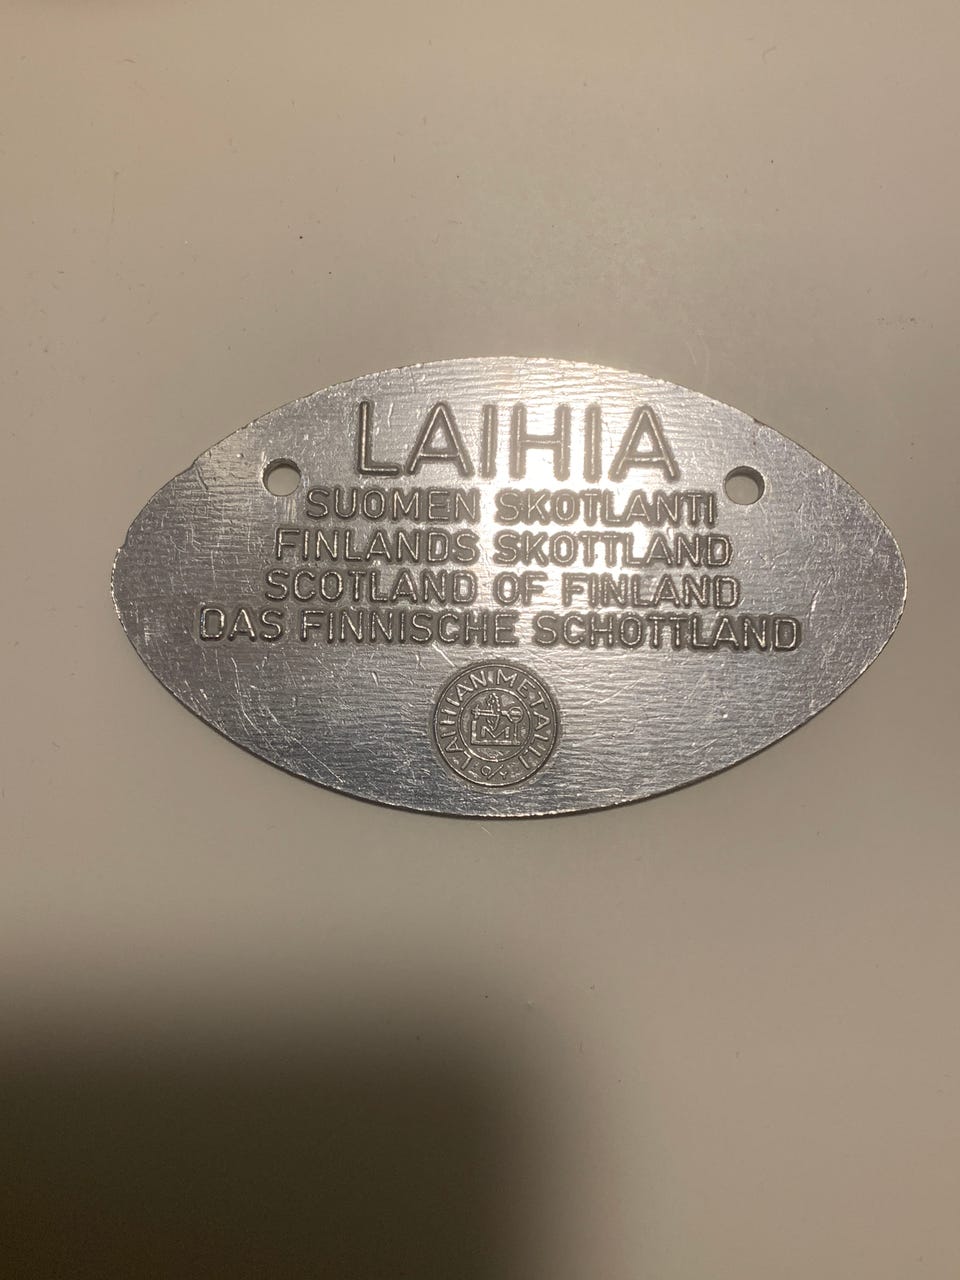 LAIHIA
SUOMEN SKOTLANTI
FINLANDS SKOTTLAND
SCOTLAND OF FINLAND
DAS FINNISCHE SCHOTTLAND
LAIHIAN METALLI
O/Y